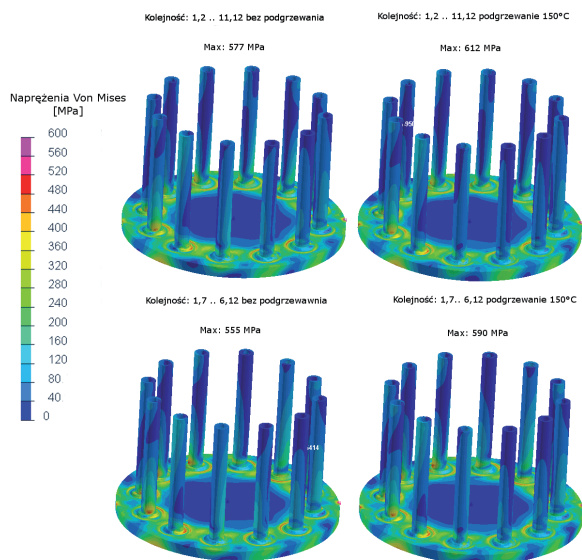 Kolejność: 1,2 .. 11,12 bez podgrzewania
Max: 577 MPa
Kolejność: 1,2 .. 11,12 podgrzewanie 150°C
Max: 612 MPa
Naprężenia Von Mises
[MPa]
600
560
520
480
440
400
360
320
280
240
200
160
120
80
40
0
Kolejność: 1,7 .. 6,12 bez podgrzewawnia
Max: 555 MPa
Kolejność: 1,7.. 6,12 podgrzewanie 150°C
Max: 590 MPa